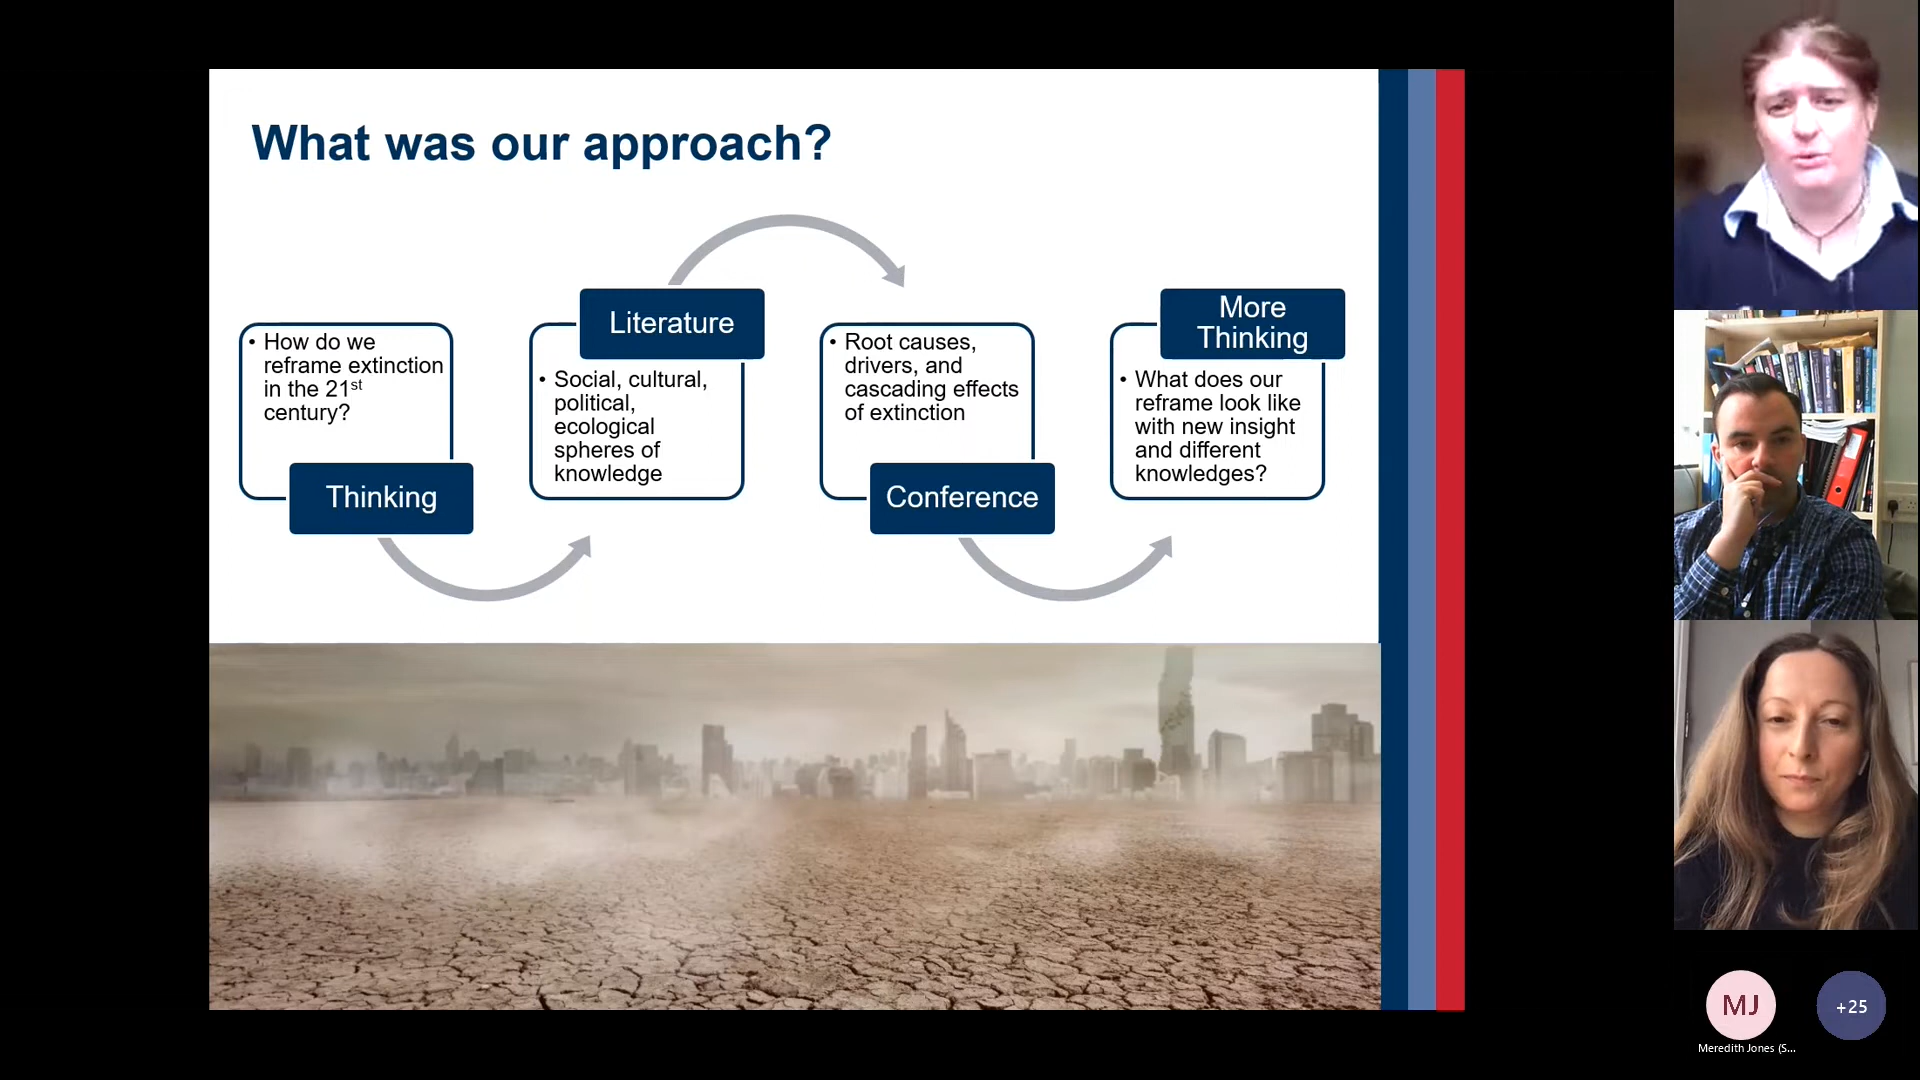 What was our approach?
• How do we
reframe extinction
in the 21st
century?
Thinking
Literature
• Social, cultural,
political,
ecological
spheres of
knowledge
• Root causes,
drivers, and
cascading effects
of extinction
Conference
More
Thinking
• What does our
reframe look like
with new insight
and different
knowledges?
MJ
+25
Meredith Jones (S...